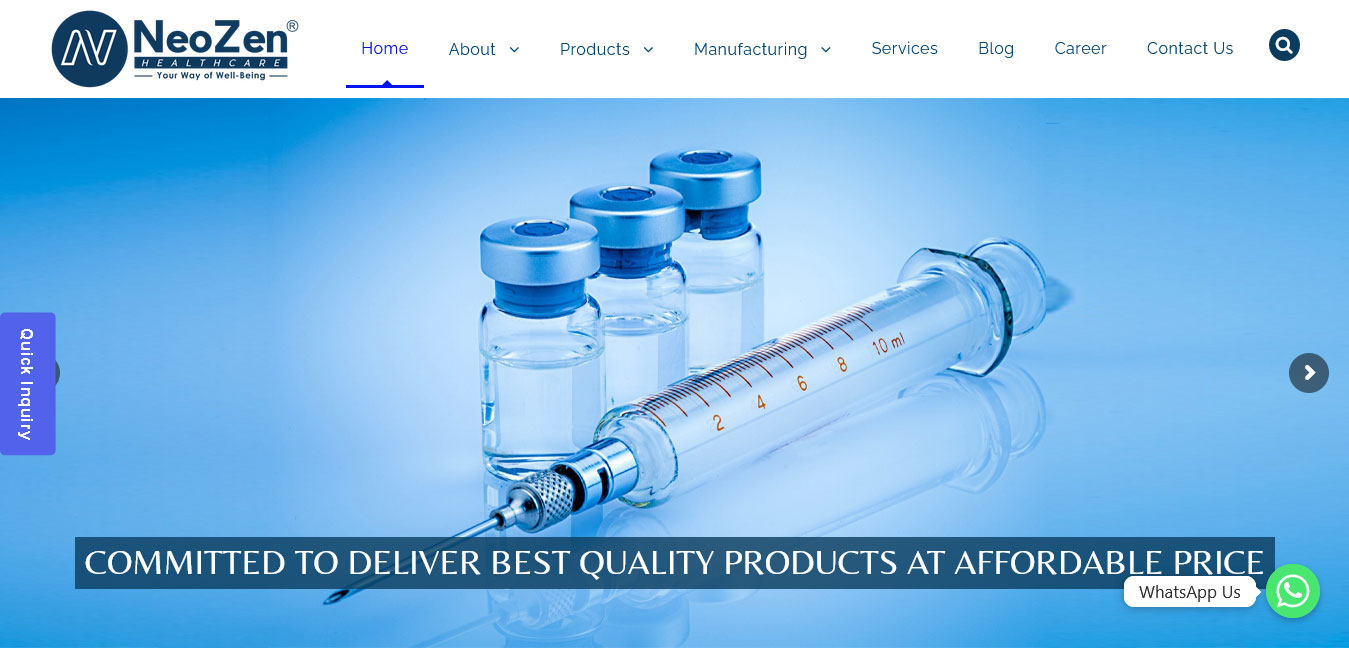 NeoZen®
HEALTHCARE
Your Way of Well-Being
Home
About
Products
Manufacturing
Services
Blog
Career
Contact Us
10 ml
8
6
4
2
Quick Inquiry
COMMITTED TO DELIVER BEST QUALITY PRODUCTS AT AFFORDABLE PRICE
WhatsApp Us